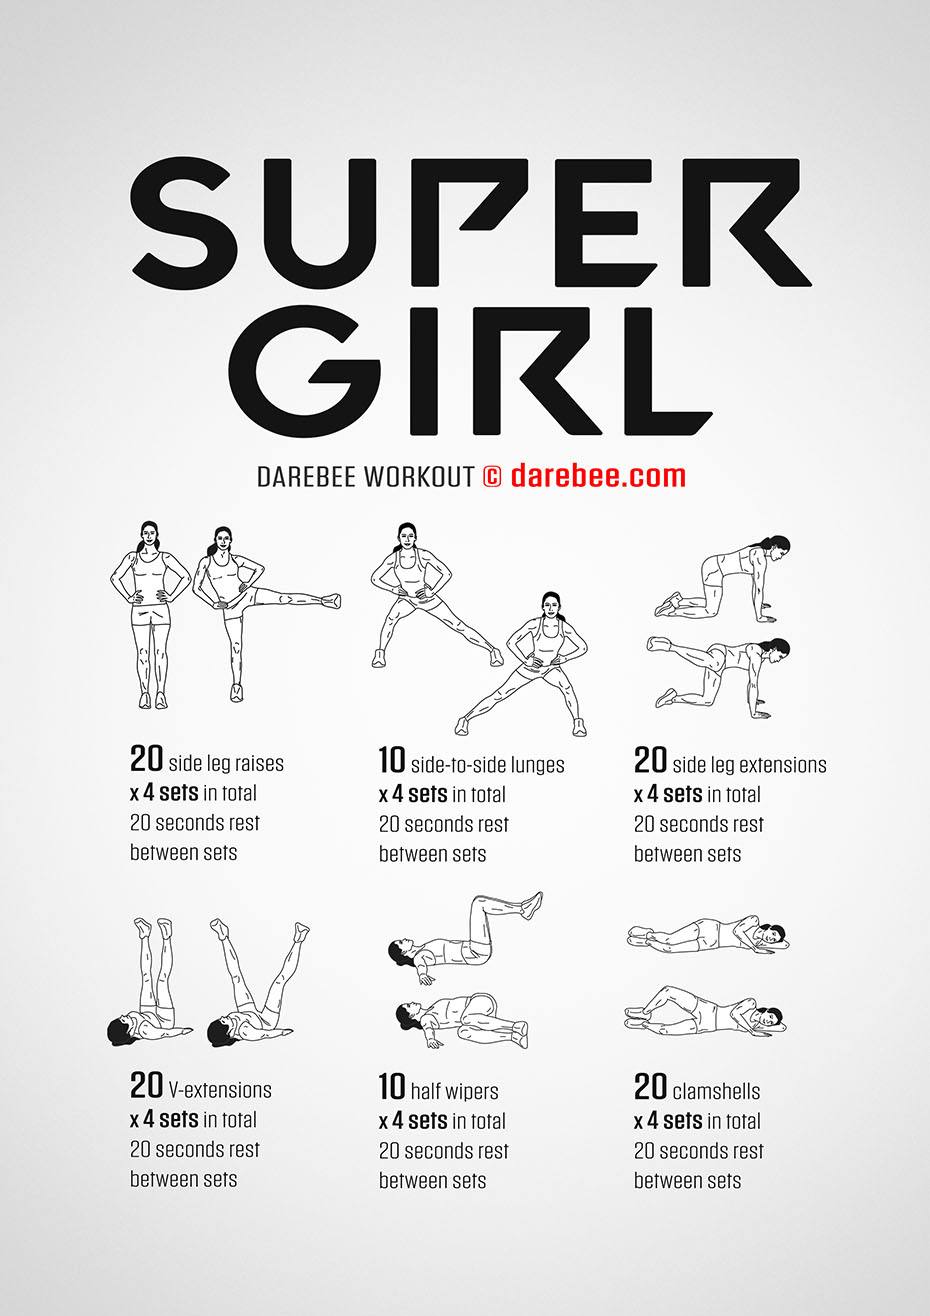 SUPER
GIRL
DAREBEE WORKOUT © darebee.com
20 side leg raises
x 4 sets in total
20 seconds rest
between sets
10 side-to-side lunges
x 4 sets in total
20 seconds rest
between sets
20 side leg extensions
x 4 sets in total
20 seconds rest
between sets
20 V-extensions
x 4 sets in total
20 seconds rest
between sets
10 half wipers
x 4 sets in total
20 seconds rest
between sets
20 clamshells
x 4 sets in total
20 seconds rest
between sets